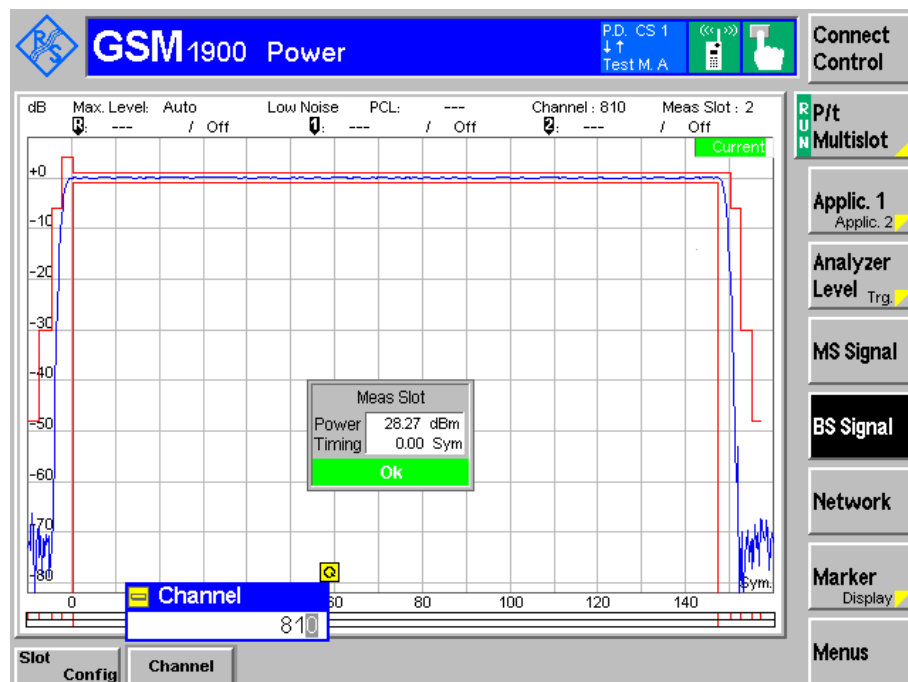 R/S
GSM 1900 Power
P.D. CS 1
Test M. A
Connect
Control
dB Max. Level: Auto Low Noise PCL: --- Channel : 810 Meas Slot : 2
R: --- / Off 1: --- / Off 2: --- / Off
RUN
P/t
Multislot
Current
+0
-10
-20
-30
-40
-50
-60
-70
-80
Applic. 1
Applic. 2
Analyzer
Level Trg.
MS Signal
Meas Slot
Power 28.27 dBm
Timing 0.00 Sym
Ok
BS Signal
Network
Marker
Display
Sym.
0 60 80 100 120 140
Channel
810
Menus
Slot
Config
Channel